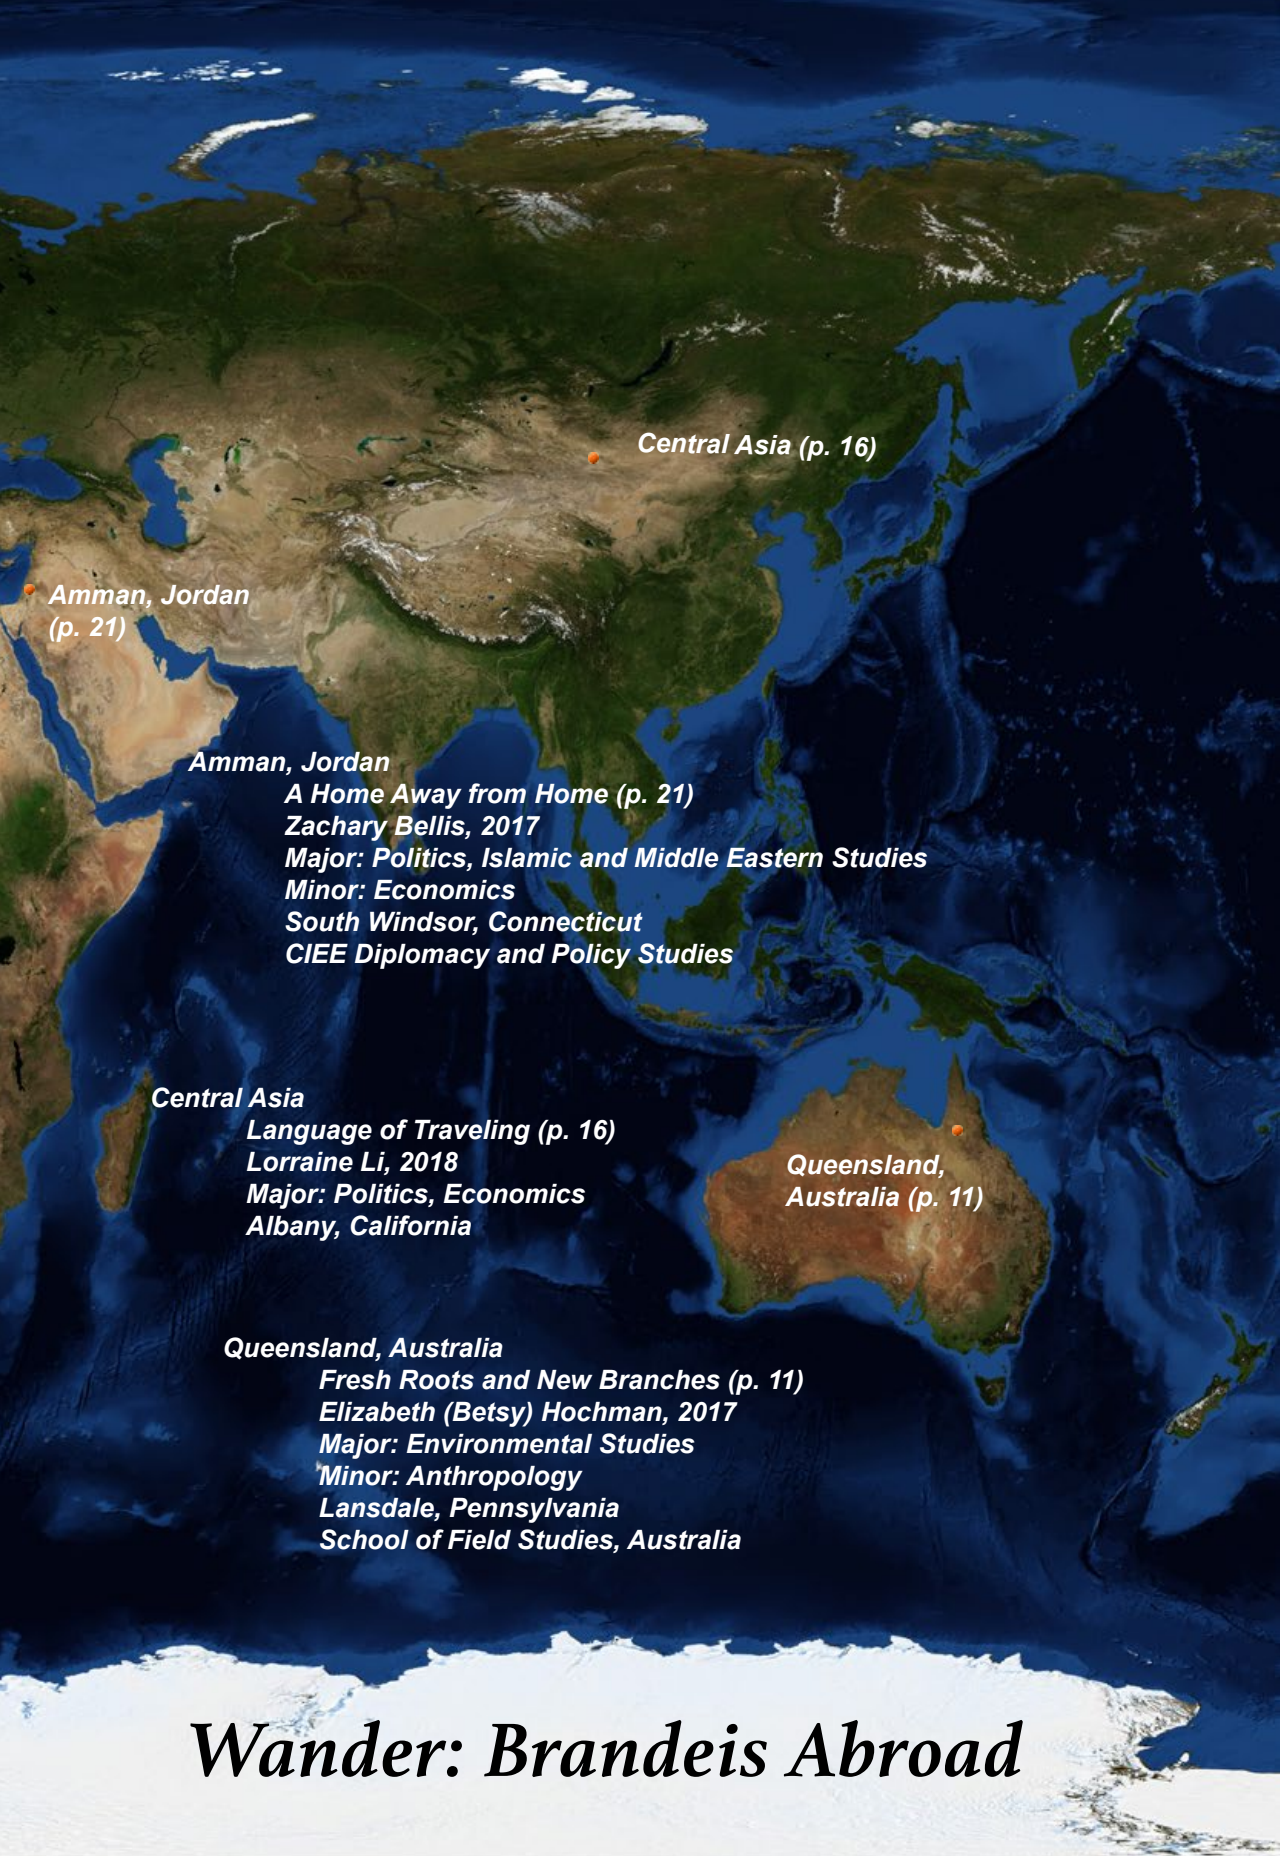 Central Asia (p. 16)
Amman, Jordan
(p. 21)
Amman, Jordan
A Home Away from Home (p. 21)
Zachary Bellis, 2017
Major: Politics, Islamic and Middle Eastern Studies
Minor: Economics
South Windsor, Connecticut
CIEE Diplomacy and Policy Studies
Central Asia
Language of Traveling (p. 16)
Lorraine Li, 2018
Major: Politics, Economics
Albany, California
Queensland,
Australia (p. 11)
Queensland, Australia
Fresh Roots and New Branches (p. 11)
Elizabeth (Betsy) Hochman, 2017
Major: Environmental Studies
Minor: Anthropology
Lansdale, Pennsylvania
School of Field Studies, Australia
Wander: Brandeis Abroad